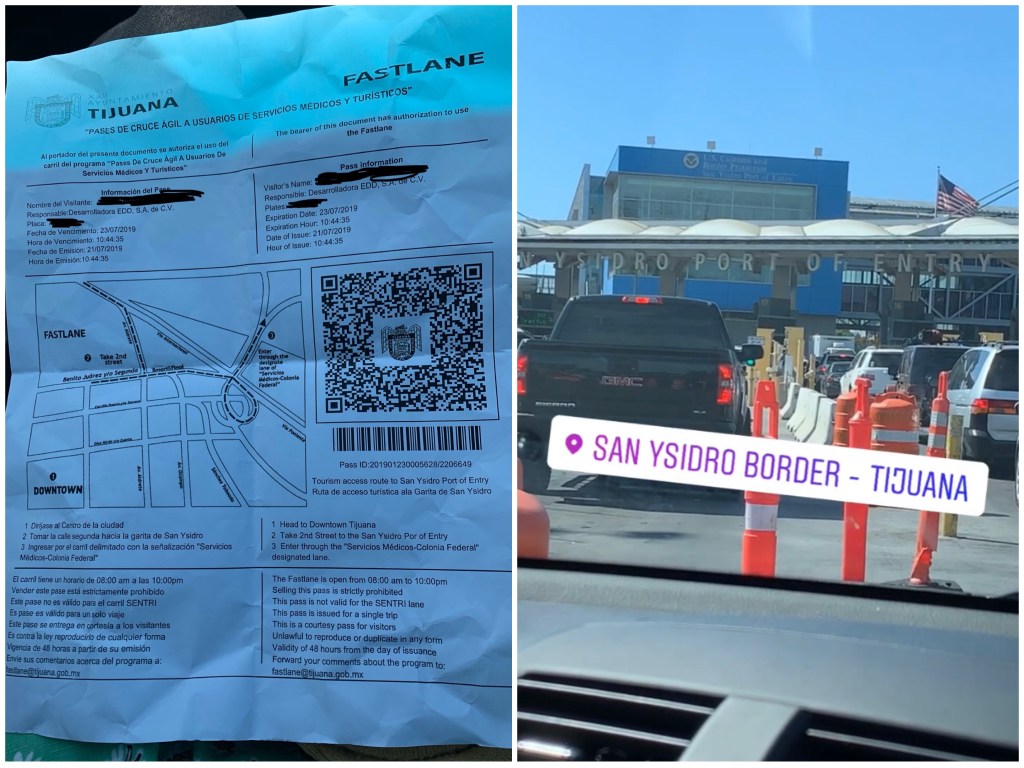 XXII
AYUNTAMIENTO
TIJUANA
FASTLANE
"PASES DE CRUCE ÁGIL A USUARIOS DE SERVICIOS MÉDICOS Y TURÍSTICOS"
Al portador del presente documento se autoriza el uso del
carril del programa "Pases De Cruce Ágil A Usuarios De
Servicios Médicos Y Turísticos"
The bearer of this document has authorization to use
the Fastlane
Información del Pase
Nombre del Visitante:
Responsable:Desarrolladora EDD, S.A. de C.V.
Placa:
Fecha de Vencimiento: 23/07/2019
Hora de Vencimiento: 10:44:35
Fecha de Emisión: 21/07/2019
Hora de Emisión:10:44:35
Pass information
Visitor's Name:
Responsible: Desarrolladora EDD, S.A. de C.V.
Plates:
Expiration Date: 23/07/2019
Expiration Hour: 10:44:35
Date of Issue: 21/07/2019
Hour of Issue: 10:44:35
FASTLANE
2 Take 2nd
street
Benito Juárez y/o Segunda
3
Enter
through the
designate
lane of
"Servicios
Médicos-Colonia
Federal"
1
DOWNTOWN
TIJUANA
Pass ID:201901230005628/2206649
Tourism access route to San Ysidro Port of Entry
Ruta de acceso turística ala Garita de San Ysidro
1 Diríjase al Centro de la ciudad
2 Tomar la calle segunda hacía la garita de San Ysidro
3 Ingresar por el carril delimitado con la señalización "Servicios
Médicos-Colonia Federal"
1 Head to Downtown Tijuana
2 Take 2nd Street to the San Ysidro Por of Entry
3 Enter through the "Servicios Médicos-Colonia Federal"
designated lane.
El carril tiene un horario de 08:00 am a las 10:00pm
Vender este pase está estrictamente prohibido
Este pase no es válido para el carril SENTRI
Es pase es válido para un solo viaje
Este pase se entrega en cortesía a los visitantes
Es contra la ley reproducirlo de cualquier forma
Vigencia de 48 horas a partir de su emisión
Envíe sus comentarios acerca del programa a:
fastlane@tijuana.gob.mx
The Fastlane is open from 08:00 am to 10:00pm
Selling this pass is strictly prohibited
This pass is not valid for the SENTRI lane
This pass is issued for a single trip
This is a courtesy pass for visitors
Unlawful to reproduce or duplicate in any form
Validity of 48 hours from the day of issuance
Forward your comments about the program to:
fastlane@tijuana.gob.mx
U.S. Customs and
Border Protection
San Ysidro Port of Entry
N YSIDRO PORT OF ENTRY
GMC
SIERRA
SAN YSIDRO BORDER - TIJUANA